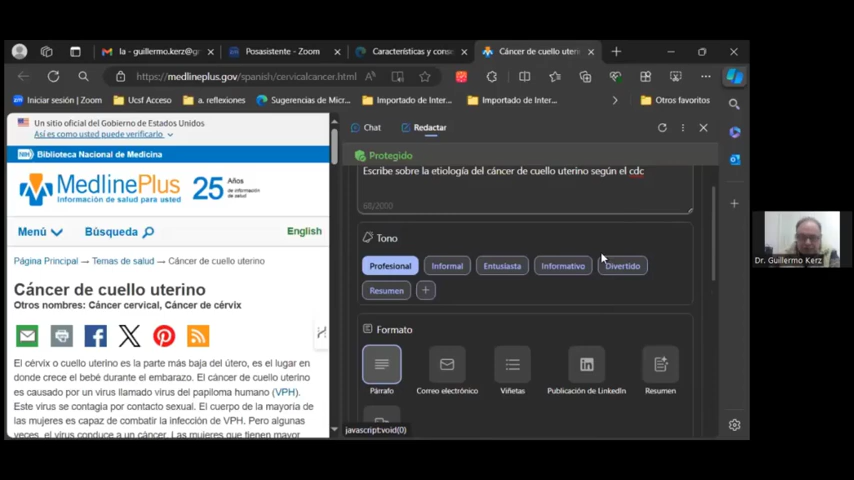 la - guillermo.kerz@gmail.com
Posasistente - Zoom
Características y conse
Cáncer de cuello uterin
https://medlineplus.gov/spanish/cervicalcancer.html
Iniciar sesión | Zoom
Ucsf Acceso
a. reflexiones
Sugerencias de Micr...
Importado de Inter...
Importado de Inter...
Otros favoritos
Un sitio oficial del Gobierno de Estados Unidos
Así es como usted puede verificarlo
NIH Biblioteca Nacional de Medicina
MedlinePlus
Información de salud para usted
25 Años
de información
de salud
Menú
Búsqueda
English
Página Principal → Temas de salud → Cáncer de cuello uterino
Cáncer de cuello uterino
Otros nombres: Cáncer cervical, Cáncer de cérvix
El cérvix o cuello uterino es la parte más baja del útero, es el lugar en
donde crece el bebé durante el embarazo. El cáncer de cuello uterino
es causado por un virus llamado virus del papiloma humano (VPH).
Este virus se contagia por contacto sexual. El cuerpo de la mayoría de
las mujeres es capaz de combatir la infección de VPH. Pero algunas
veces, el virus conduce a un cáncer. Las mujeres que tienen mayor
Chat
Redactar
Protegido
Escribe sobre la etiología del cáncer de cuello uterino según el cdc
68/2000
Tono
Profesional
Informal
Entusiasta
Informativo
Divertido
Resumen
+
Formato
Párrafo
Correo electrónico
Viñetas
Publicación de LinkedIn
Resumen
javascript:void(0)
Dr. Guillermo Kerz